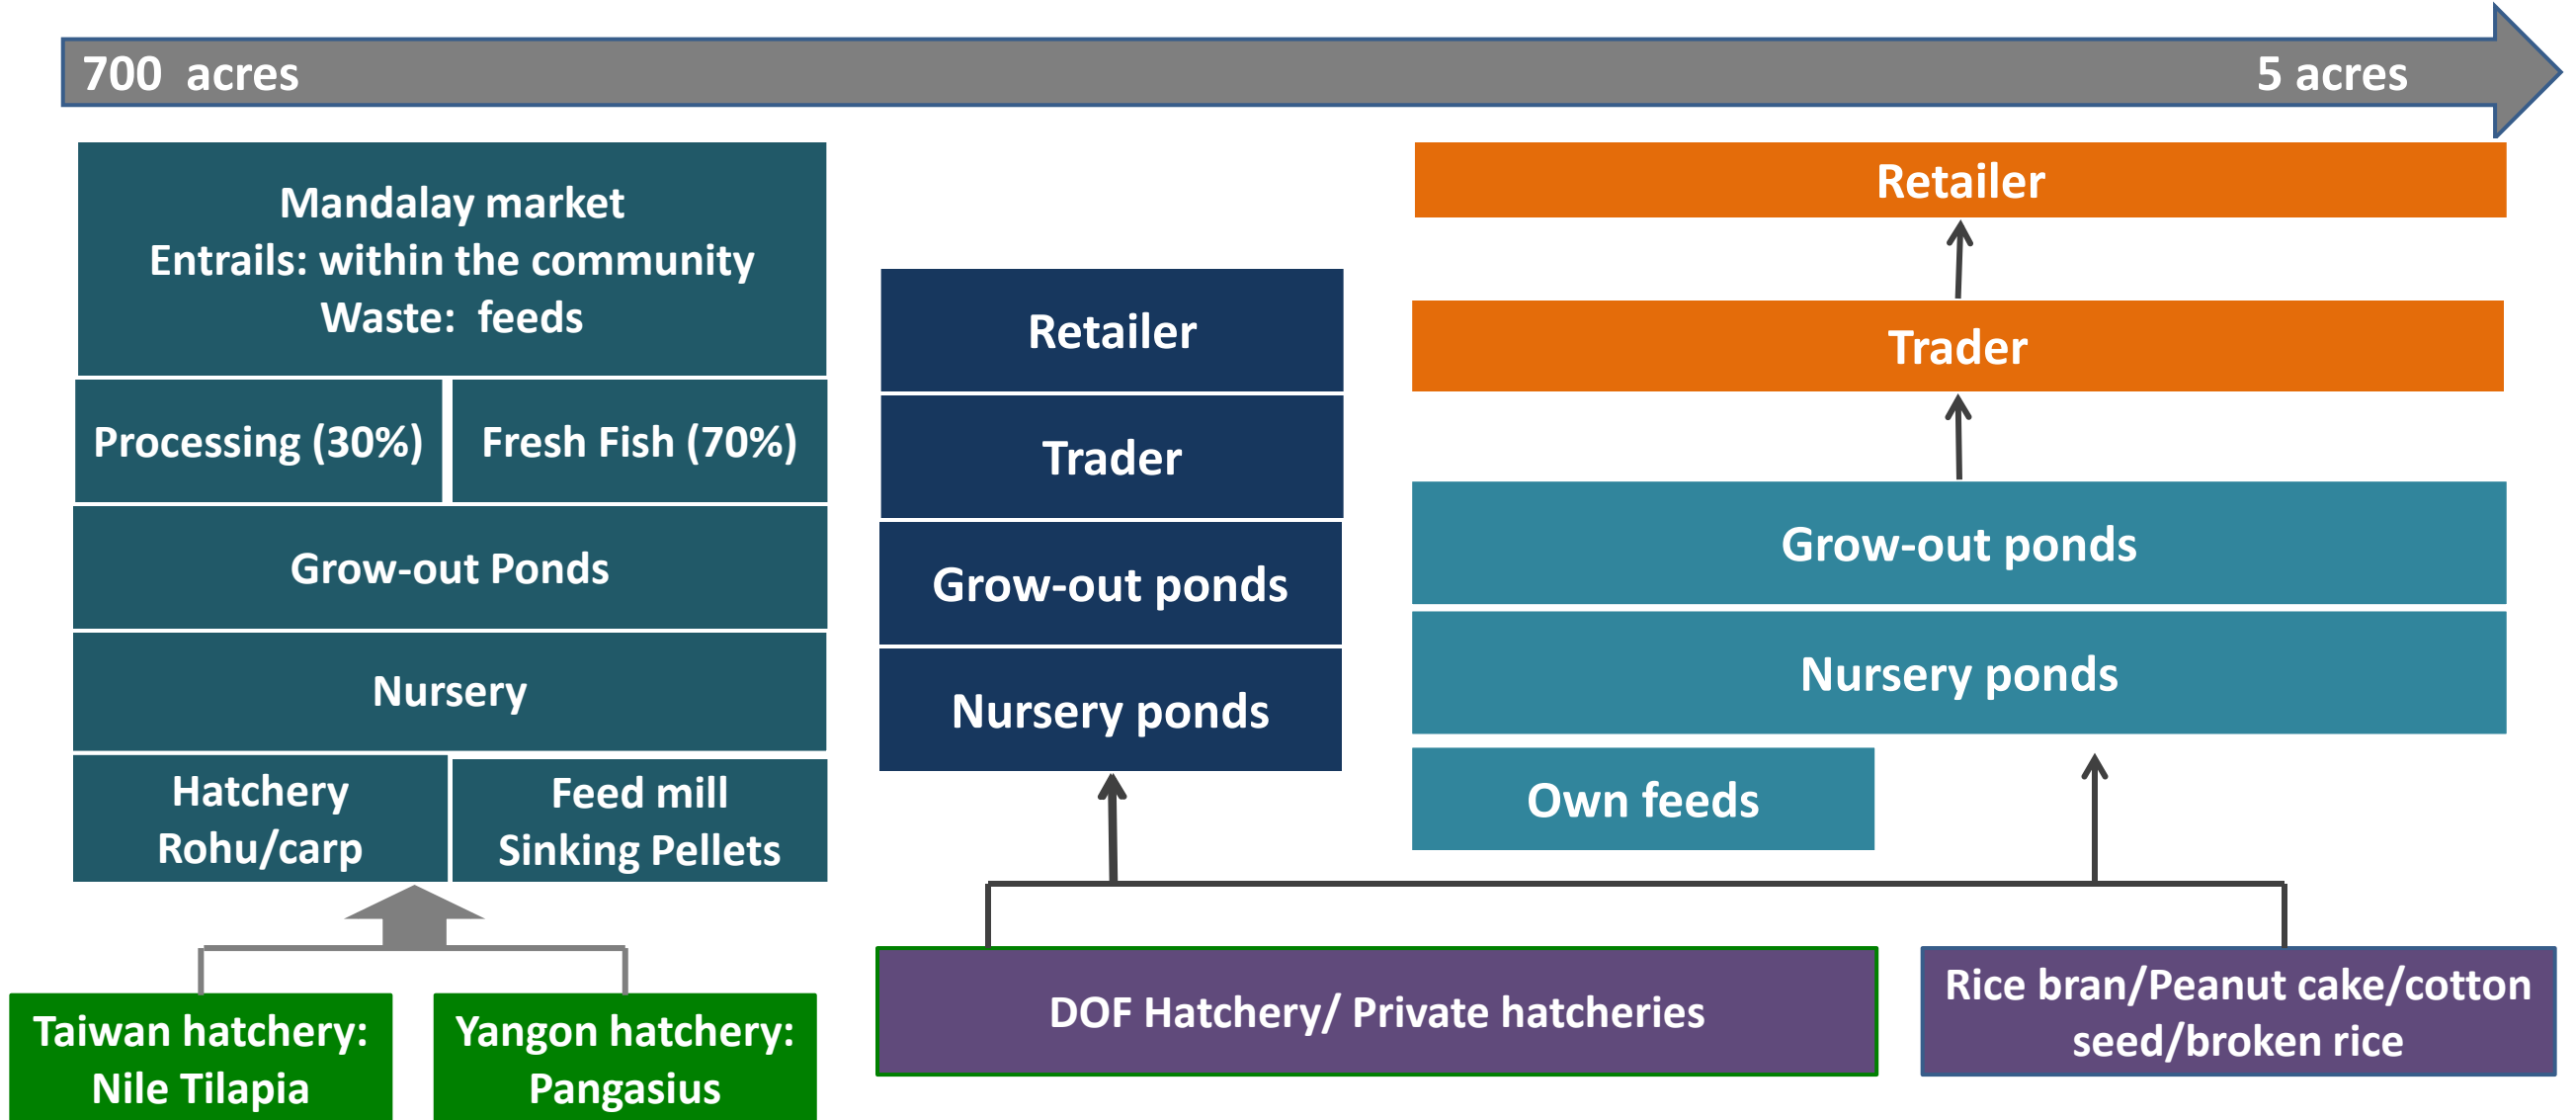 700 acres
5 acres
Mandalay market
Entrails: within the community
Waste: feeds
Processing (30%)
Fresh Fish (70%)
Grow-out Ponds
Nursery
Hatchery
Rohu/carp
Feed mill
Sinking Pellets
Taiwan hatchery:
Nile Tilapia
Yangon hatchery:
Pangasius
Retailer
Trader
Grow-out ponds
Nursery ponds
Retailer
Trader
Grow-out ponds
Nursery ponds
Own feeds
DOF Hatchery/ Private hatcheries
Rice bran/Peanut cake/cotton
seed/broken rice